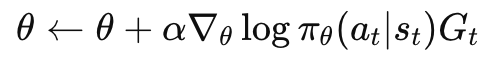 θ ← θ + α∇_θ log π_θ(a_t|s_t)G_t